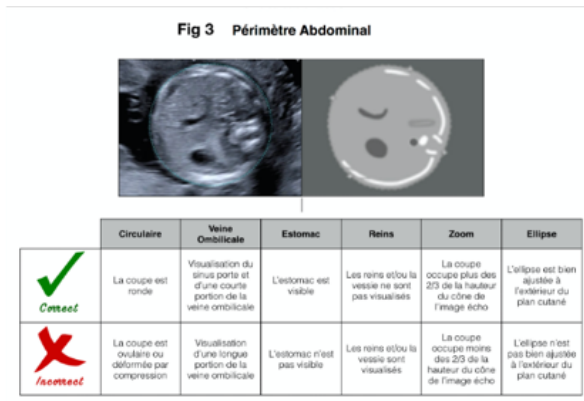 Fig 3 Périmètre Abdominal
Circulaire
Veine
Ombilicale
Estomac
Reins
Zoom
Ellipse
Correct
La coupe est
ronde
Visualisation du
sinus porte et
d'une courte
portion de la
veine ombilicale
L'estomac est
visible
Les reins et/ou la
vessie ne sont
pas visualisés
La coupe
occupe plus des
2/3 de la hauteur
du cône de
l'image écho
L'ellipse est bien
ajustée à
l'extérieur du
plan cutané
Incorrect
La coupe est
ovulaire ou
déformée par
compression
Visualisation
d'une longue
portion de la
veine ombilicale
L'estomac n'est
pas visible
Les reins et/ou la
vessie sont
visualisés
La coupe
occupe moins
des 2/3 de la
hauteur du cône
de l'image écho
L'ellipse n'est
pas bien ajustée
à l'extérieur du
plan cutané